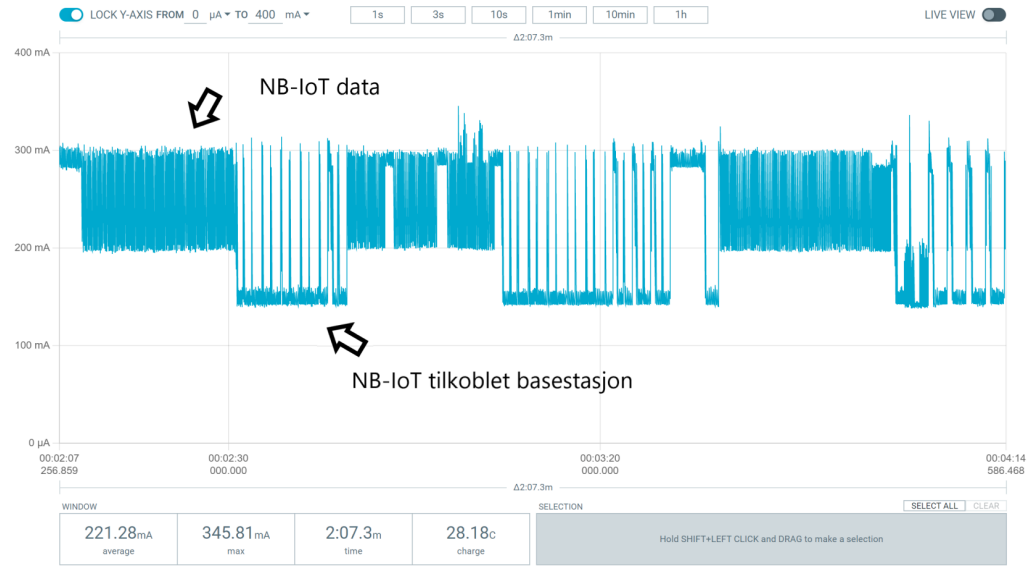 LOCK Y-AXIS FROM 0 µA TO 400 mA 1s 3s 10s 1min 10min 1h LIVE VIEW
Δ2:07.3m
400 mA
NB-IoT data
300 mA
200 mA
100 mA
NB-IoT tilkoblet basestasjon
0 µA
00:02:07 00:02:30 00:03:20 00:04:14
256.859 000.000 000.000 586.468
Δ2:07.3m
WINDOW SELECTION SELECT ALL CLEAR
221.28mA 345.81mA 2:07.3m 28.18C
average max time charge
Hold SHIFT+LEFT CLICK and DRAG to make a selection